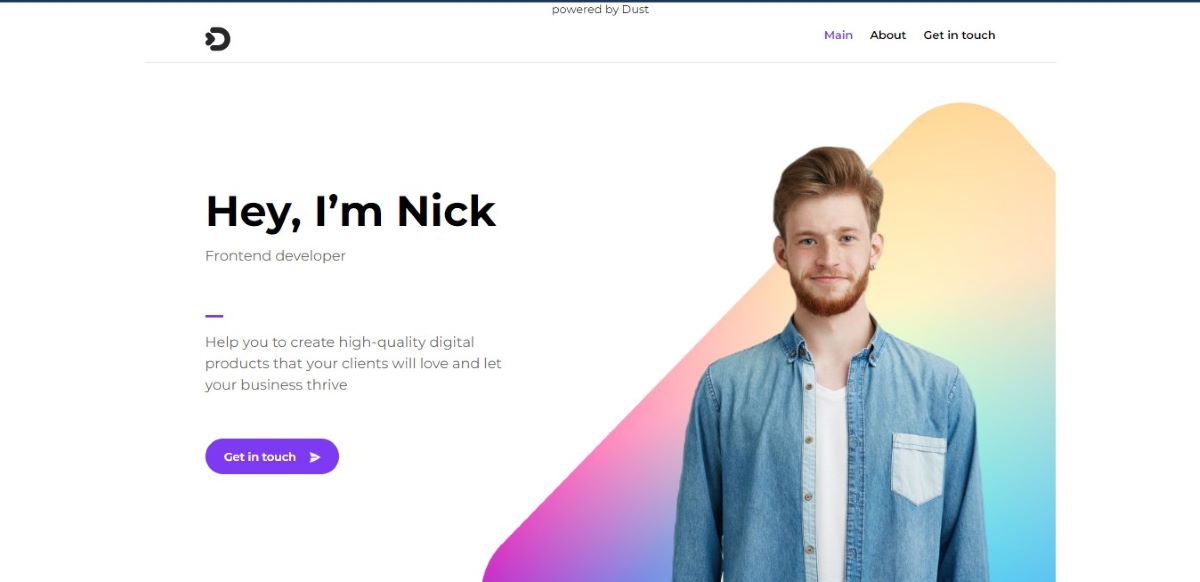 powered by Dust
Main About Get in touch
Hey, I’m Nick
Frontend developer
Help you to create high-quality digital
products that your clients will love and let
your business thrive
Get in touch